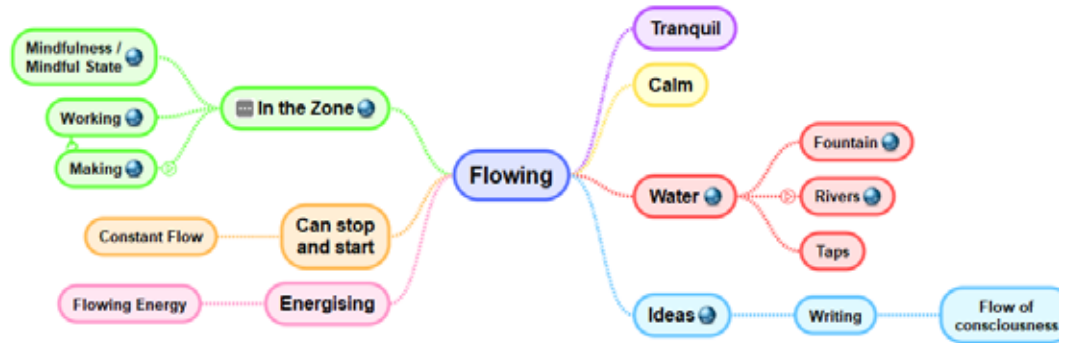 Mindfulness /
Mindful State
Working
Making
In the Zone
Constant Flow
Can stop
and start
Flowing Energy
Energising
Flowing
Tranquil
Calm
Water
Fountain
Rivers
Taps
Ideas
Writing
Flow of
consciousness